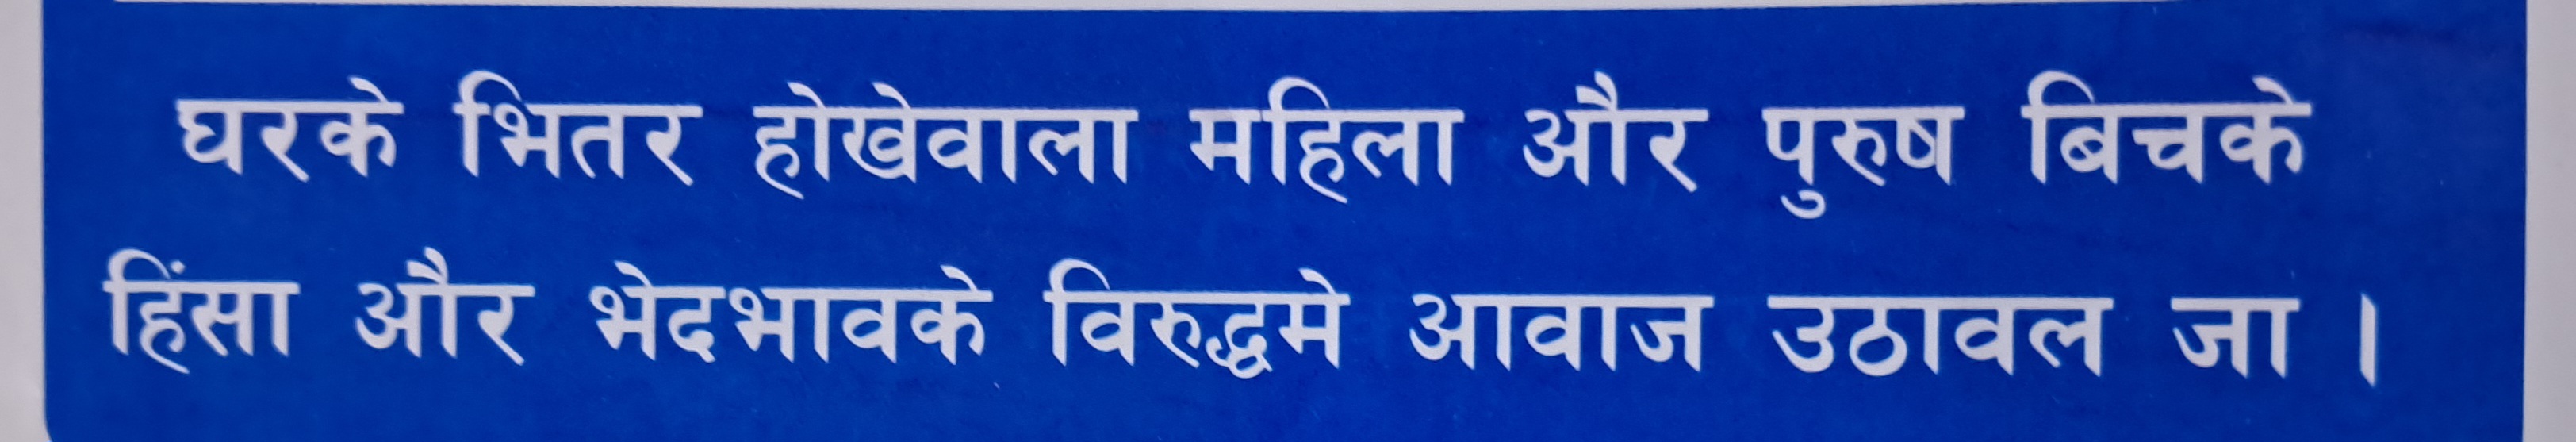 घरके भितर होखेवाला महिला और पुरुष बिचके
हिंसा और भेदभावके विरुद्धमे आवाज उठावल जा ।